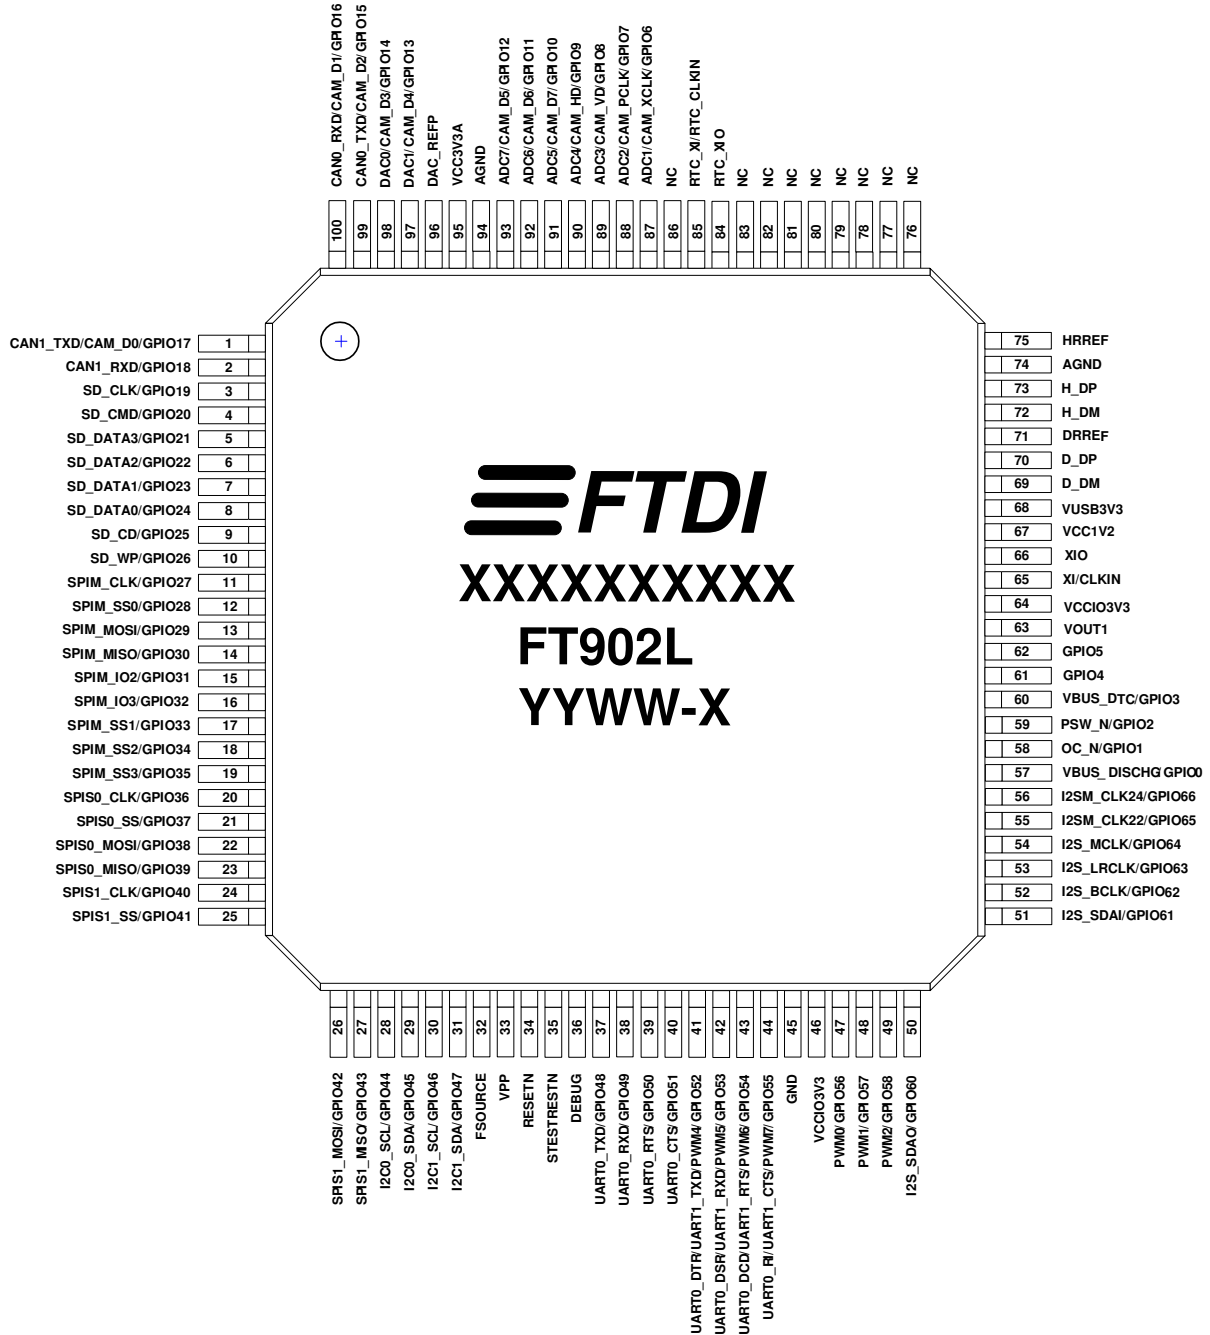 CAN0_RXD/CAM_D1/GPIO16
CAN0_TXD/CAM_D2/GPIO15
DAC0/CAM_D3/GPIO14
DAC1/CAM_D4/GPIO13
DAC_REFP
VCC3V3A
AGND
ADC7/CAM_D5/GPIO12
ADC6/CAM_D6/GPIO11
ADC5/CAM_D7/GPIO10
ADC4/CAM_HD/GPIO9
ADC3/CAM_VD/GPIO8
ADC2/CAM_PCLK/GPIO7
ADC1/CAM_XCLK/GPIO6
NC
RTC_XI/RTC_CLKIN
RTC_XIO
NC
NC
NC
NC
NC
NC
NC
NC
100
99
98
97
96
95
94
93
92
91
90
89
88
87
86
85
84
83
82
81
80
79
78
77
76
CAN1_TXD/CAM_D0/GPIO17 1
CAN1_RXD/GPIO18 2
SD_CLK/GPIO19 3
SD_CMD/GPIO20 4
SD_DATA3/GPIO21 5
SD_DATA2/GPIO22 6
SD_DATA1/GPIO23 7
SD_DATA0/GPIO24 8
SD_CD/GPIO25 9
SD_WP/GPIO26 10
SPIM_CLK/GPIO27 11
SPIM_SS0/GPIO28 12
SPIM_MOSI/GPIO29 13
SPIM_MISO/GPIO30 14
SPIM_IO2/GPIO31 15
SPIM_IO3/GPIO32 16
SPIM_SS1/GPIO33 17
SPIM_SS2/GPIO34 18
SPIM_SS3/GPIO35 19
SPIS0_CLK/GPIO36 20
SPIS0_SS/GPIO37 21
SPIS0_MOSI/GPIO38 22
SPIS0_MISO/GPIO39 23
SPIS1_CLK/GPIO40 24
SPIS1_SS/GPIO41 25
FTDI
XXXXXXXXXX
FT902L
YYWW-X
75 HRREF
74 AGND
73 H_DP
72 H_DM
71 DRREF
70 D_DP
69 D_DM
68 VUSB3V3
67 VCC1V2
66 XIO
65 XI/CLKIN
64 VCCIO3V3
63 VOUT1
62 GPIO5
61 GPIO4
60 VBUS_DTC/GPIO3
59 PSW_N/GPIO2
58 OC_N/GPIO1
57 VBUS_DISCHG/GPIO0
56 I2SM_CLK24/GPIO66
55 I2SM_CLK22/GPIO65
54 I2S_MCLK/GPIO64
53 I2S_LRCLK/GPIO63
52 I2S_BCLK/GPIO62
51 I2S_SDAI/GPIO61
26
27
28
29
30
31
32
33
34
35
36
37
38
39
40
41
42
43
44
45
46
47
48
49
50
SPIS1_MOSI/GPIO42
SPIS1_MISO/GPIO43
I2C0_SCL/GPIO44
I2C0_SDA/GPIO45
I2C1_SCL/GPIO46
I2C1_SDA/GPIO47
FSOURCE
VPP
RESETN
STESTRESTN
DEBUG
UART0_TXD/GPIO48
UART0_RXD/GPIO49
UART0_RTS/GPIO50
UART0_CTS/GPIO51
UART0_DTR/UART1_TXD/PWM4/GPIO52
UART0_DSR/UART1_RXD/PWM5/GPIO53
UART0_DCD/UART1_RTS/PWM6/GPIO54
UART0_RI/UART1_CTS/PWM7/GPIO55
GND
VCCIO3V3
PWM0/GPIO56
PWM1/GPIO57
PWM2/GPIO58
I2S_SDAO/GPIO60